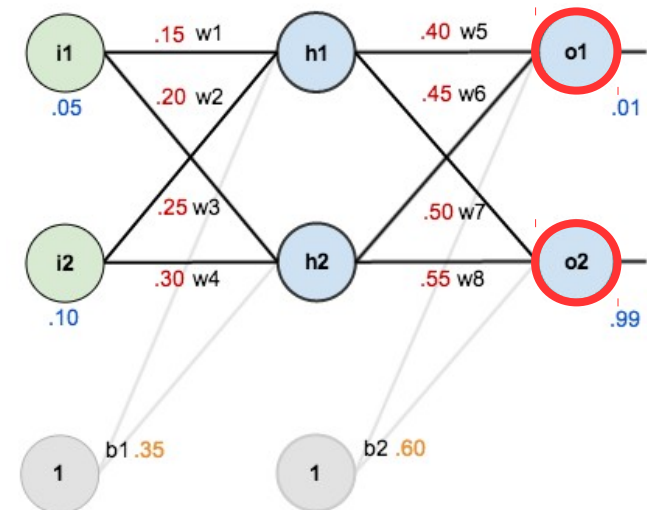 i1 .15 w1 h1 .40 w5 o1
.05 .20 w2 .45 w6 .01
.25 w3 .50 w7
i2 .30 w4 h2 .55 w8 o2
.10 .99
b1 .35 b2 .60
1 1